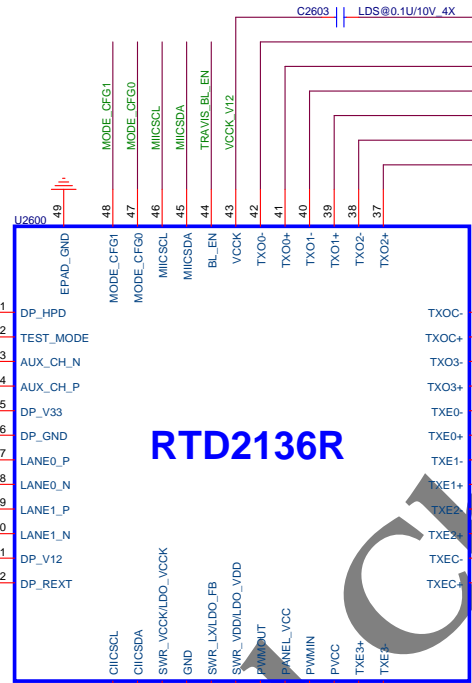 C2603
LDS@0.1U/10V_4X
MODE_CFG1
MODE_CFG0
MIICSCL
MIICSDA
TRAVIS_BL_EN
VCCK_V12
49
48
47
46
45
44
43
42
41
40
39
38
37
U2600
EPAD_GND
MODE_CFG1
MODE_CFG0
MIICSCL
MIICSDA
BL_EN
VCCK
TXO0-
TXO0+
TXO1-
TXO1+
TXO2-
TXO2+
1 DP_HPD
2 TEST_MODE
3 AUX_CH_N
4 AUX_CH_P
5 DP_V33
6 DP_GND
7 LANE0_P
8 LANE0_N
9 LANE1_P
0 LANE1_N
1 DP_V12
2 DP_REXT
RTD2136R
TXOC-
TXOC+
TXO3-
TXO3+
TXE0-
TXE0+
TXE1-
TXE1+
TXE2-
TXE2+
TXEC-
TXEC+
CIICSCL
CIICSDA
SWR_VCCK/LDO_VCCK
GND
SWR_LX/LDO_FB
SWR_VDD/LDO_VDD
PWMOUT
PANEL_VCC
PWMIN
PVCC
TXE3+
TXE3-